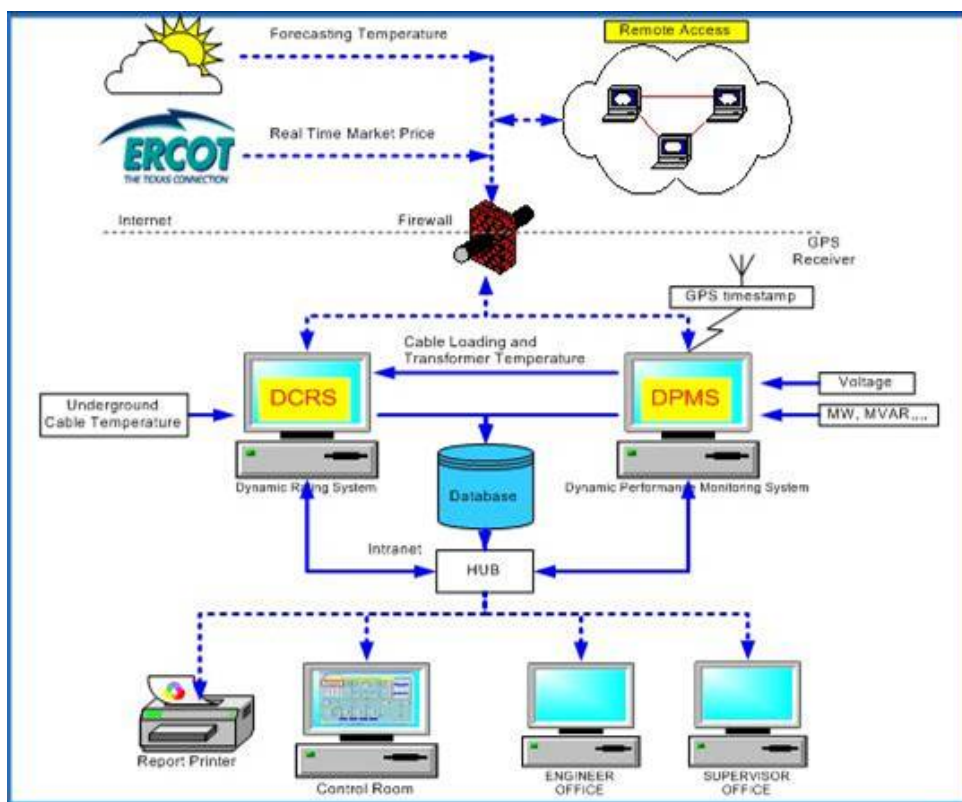 Forecasting Temperature
Remote Access
ERCOT
THE TEXAS CONNECTION
Real Time Market Price
Internet
Firewall
GPS
Receiver
GPS timestamp
Cable Loading and
Transformer Temperature
DCRS
DPMS
Voltage
MW, MVAR,...
Underground
Cable Temperature
Dynamic Rating System
Database
Dynamic Performance Monitoring System
Intranet
HUB
Report Printer
Control Room
ENGINEER
OFFICE
SUPERVISOR
OFFICE